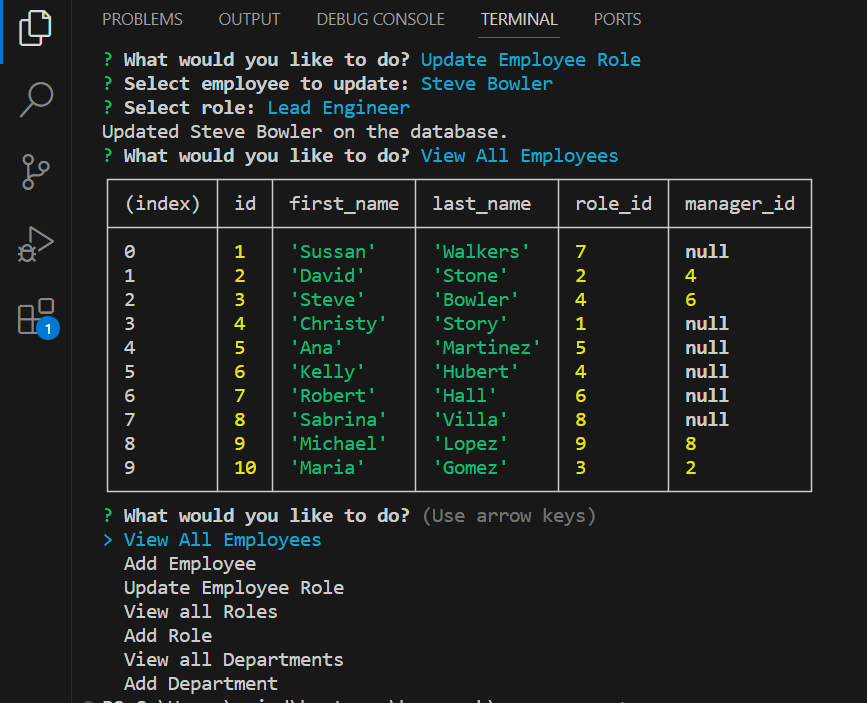 PROBLEMS OUTPUT DEBUG CONSOLE TERMINAL PORTS
? What would you like to do? Update Employee Role
? Select employee to update: Steve Bowler
? Select role: Lead Engineer
Updated Steve Bowler on the database.
? What would you like to do? View All Employees
(index) id first_name last_name role_id manager_id
0 1 'Sussan' 'Walkers' 7 null
1 2 'David' 'Stone' 2 4
2 3 'Steve' 'Bowler' 4 6
3 4 'Christy' 'Story' 1 null
4 5 'Ana' 'Martinez' 5 null
5 6 'Kelly' 'Hubert' 4 null
6 7 'Robert' 'Hall' 6 null
7 8 'Sabrina' 'Villa' 8 null
8 9 'Michael' 'Lopez' 9 8
9 10 'Maria' 'Gomez' 3 2
? What would you like to do? (Use arrow keys)
> View All Employees
Add Employee
Update Employee Role
View all Roles
Add Role
View all Departments
Add Department
1